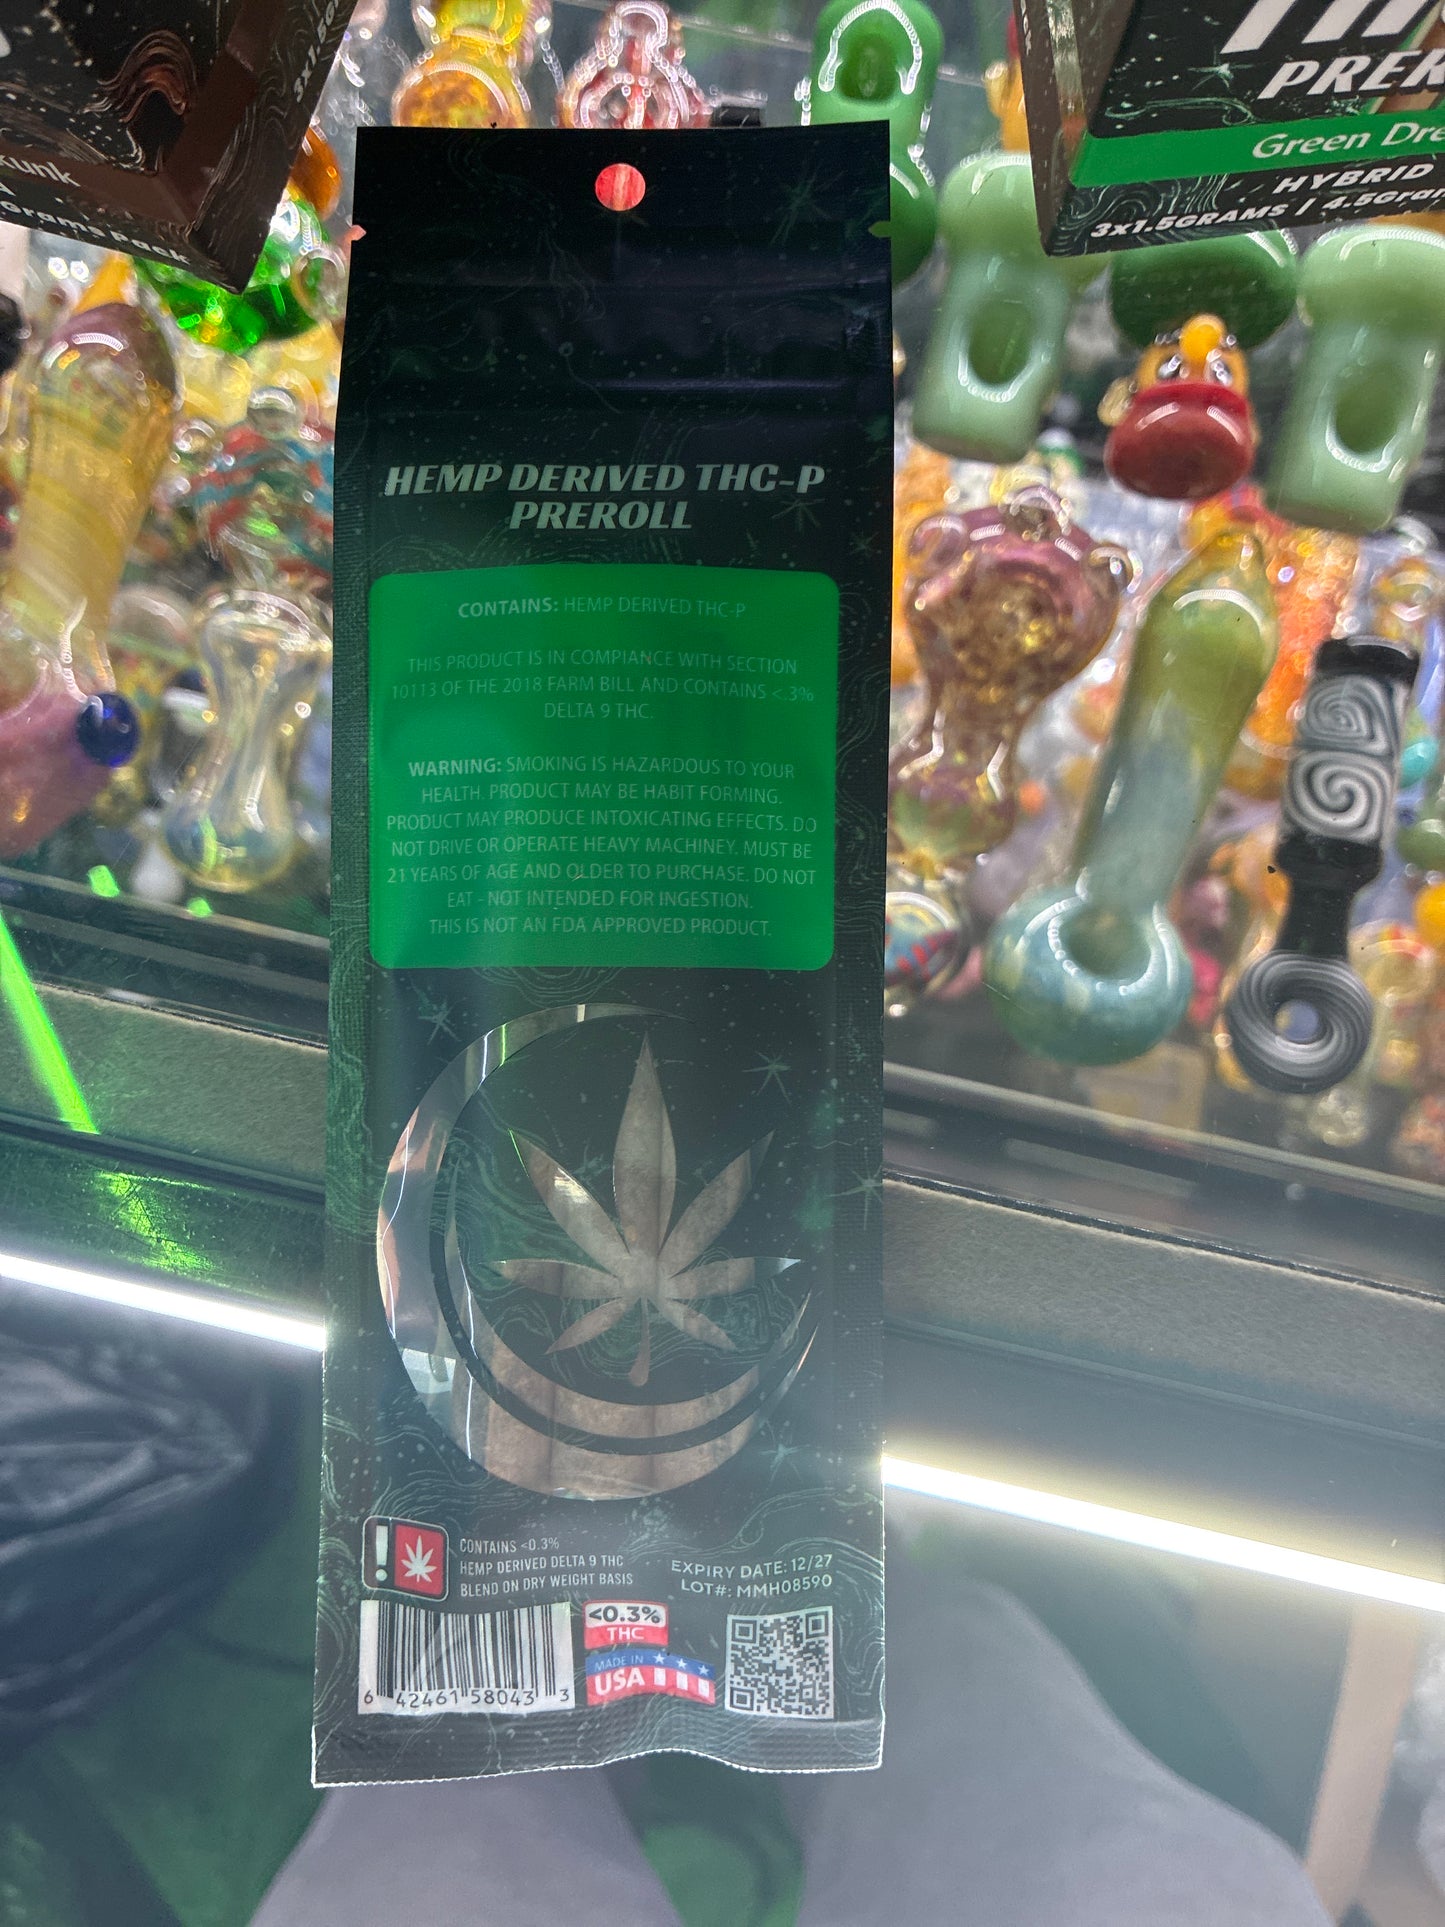 3x1.5G
kunk
Grams Pack
PRER
Green Dre
HYBRID
3x1.5GRAMS | 4.5Gra
HEMP DERIVED THC-P
PREROLL
CONTAINS: HEMP DERIVED THC-P
THIS PRODUCT IS IN COMPIANCE WITH SECTION
10113 OF THE 2018 FARM BILL AND CONTAINS <.3%
DELTA 9 THC.
WARNING: SMOKING IS HAZARDOUS TO YOUR
HEALTH. PRODUCT MAY BE HABIT FORMING.
PRODUCT MAY PRODUCE INTOXICATING EFFECTS. DO
NOT DRIVE OR OPERATE HEAVY MACHINEY. MUST BE
21 YEARS OF AGE AND OLDER TO PURCHASE. DO NOT
EAT - NOT INTENDED FOR INGESTION.
THIS IS NOT AN FDA APPROVED PRODUCT.
!
CONTAINS <0.3%
HEMP DERIVED DELTA 9 THC
BLEND ON DRY WEIGHT BASIS
EXPIRY DATE: 12/27
LOT#: MMH08590
<0.3%
THC
MADE IN
USA
6 42461 58043 3